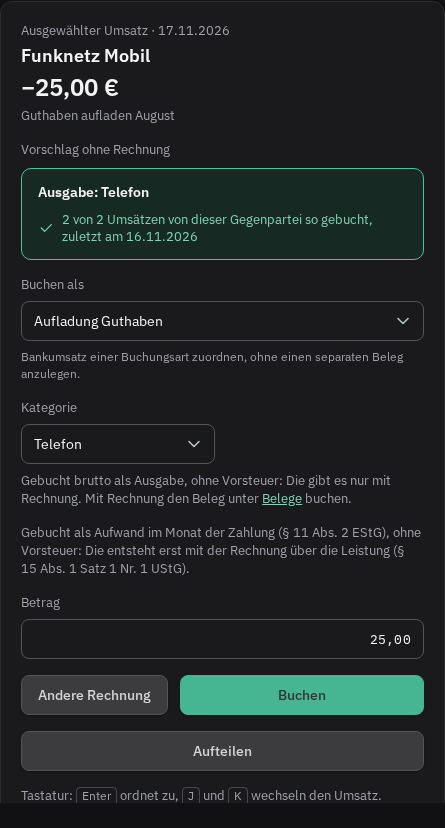 Ausgewählter Umsatz · 17.11.2026
Funknetz Mobil
−25,00 €
Guthaben aufladen August
Vorschlag ohne Rechnung
Ausgabe: Telefon
2 von 2 Umsätzen von dieser Gegenpartei so gebucht,
zuletzt am 16.11.2026
Buchen als
Aufladung Guthaben
Bankumsatz einer Buchungsart zuordnen, ohne einen separaten Beleg
anzulegen.
Kategorie
Telefon
Gebucht brutto als Ausgabe, ohne Vorsteuer: Die gibt es nur mit
Rechnung. Mit Rechnung den Beleg unter Belege buchen.
Gebucht als Aufwand im Monat der Zahlung (§ 11 Abs. 2 EStG), ohne
Vorsteuer: Die entsteht erst mit der Rechnung über die Leistung (§
15 Abs. 1 Satz 1 Nr. 1 UStG).
Betrag
25,00
Andere Rechnung
Buchen
Aufteilen
Tastatur: Enter ordnet zu, J und K wechseln den Umsatz.